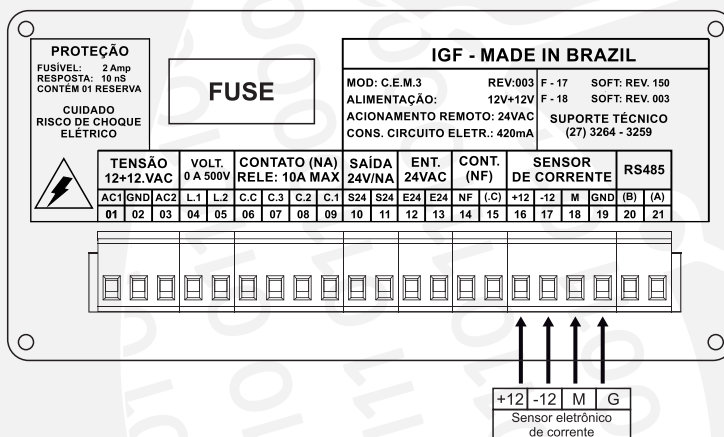 PROTEÇÃO
FUSÍVEL: 2 Amp
RESPOSTA: 10 nS
CONTÉM 01 RESERVA
CUIDADO
RISCO DE CHOQUE
ELÉTRICO
FUSE
IGF - MADE IN BRAZIL
MOD: C.E.M.3 REV:003
ALIMENTAÇÃO: 12V+12V
ACIONAMENTO REMOTO: 24VAC
CONS. CIRCUITO ELETR.: 420mA
F - 17 SOFT: REV. 150
F - 18 SOFT: REV. 003
SUPORTE TÉCNICO
(27) 3264 - 3259
TENSÃO
12+12.VAC
VOLT.
0 A 500V
CONTATO (NA)
RELE: 10A MAX
SAÍDA
24V/NA
ENT.
24VAC
CONT.
(NF)
SENSOR
DE CORRENTE
RS485
AC1 GND AC2 L.1 L.2 C.C C.3 C.2 C.1 S24 S24 E24 E24 NF (.C) +12 -12 M GND (B) (A)
01 02 03 04 05 06 07 08 09 10 11 12 13 14 15 16 17 18 19 20 21
+12 -12 M G
Sensor eletrônico
de corrente